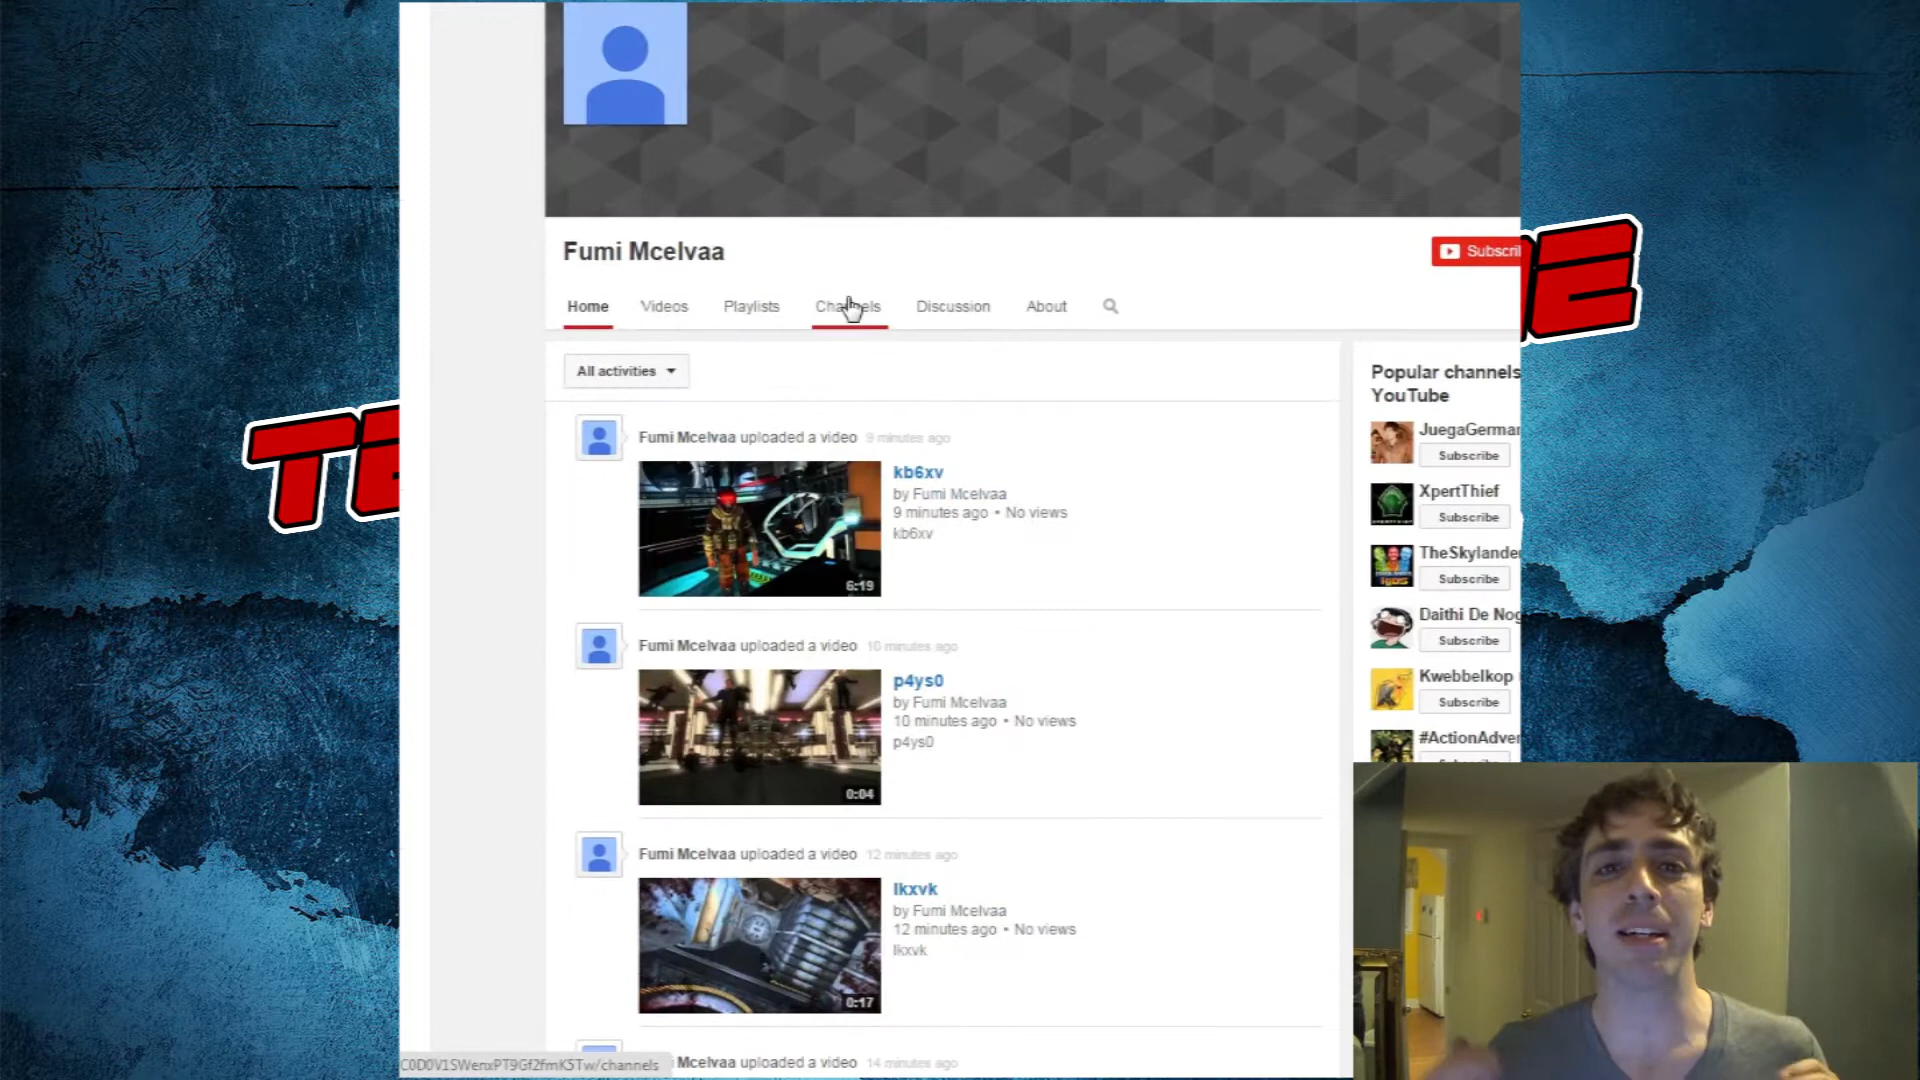 Fumi Mcelvaa
Subscri
Home Videos Playlists Channels Discussion About
All activities
Fumi Mcelvaa uploaded a video 9 minutes ago
kb6xv
by Fumi Mcelvaa
9 minutes ago • No views
kb6xv
6:19
Fumi Mcelvaa uploaded a video 10 minutes ago
p4ys0
by Fumi Mcelvaa
10 minutes ago • No views
p4ys0
0:04
Fumi Mcelvaa uploaded a video 12 minutes ago
lkxvk
by Fumi Mcelvaa
12 minutes ago • No views
lkxvk
0:17
Mcelvaa uploaded a video 14 minutes ago
Popular channels
YouTube
JuegaGerman
Subscribe
XpertThief
Subscribe
TheSkylander
Subscribe
Daithi De Nog
Subscribe
Kwebbelkop
Subscribe
#ActionAdven
TE
E